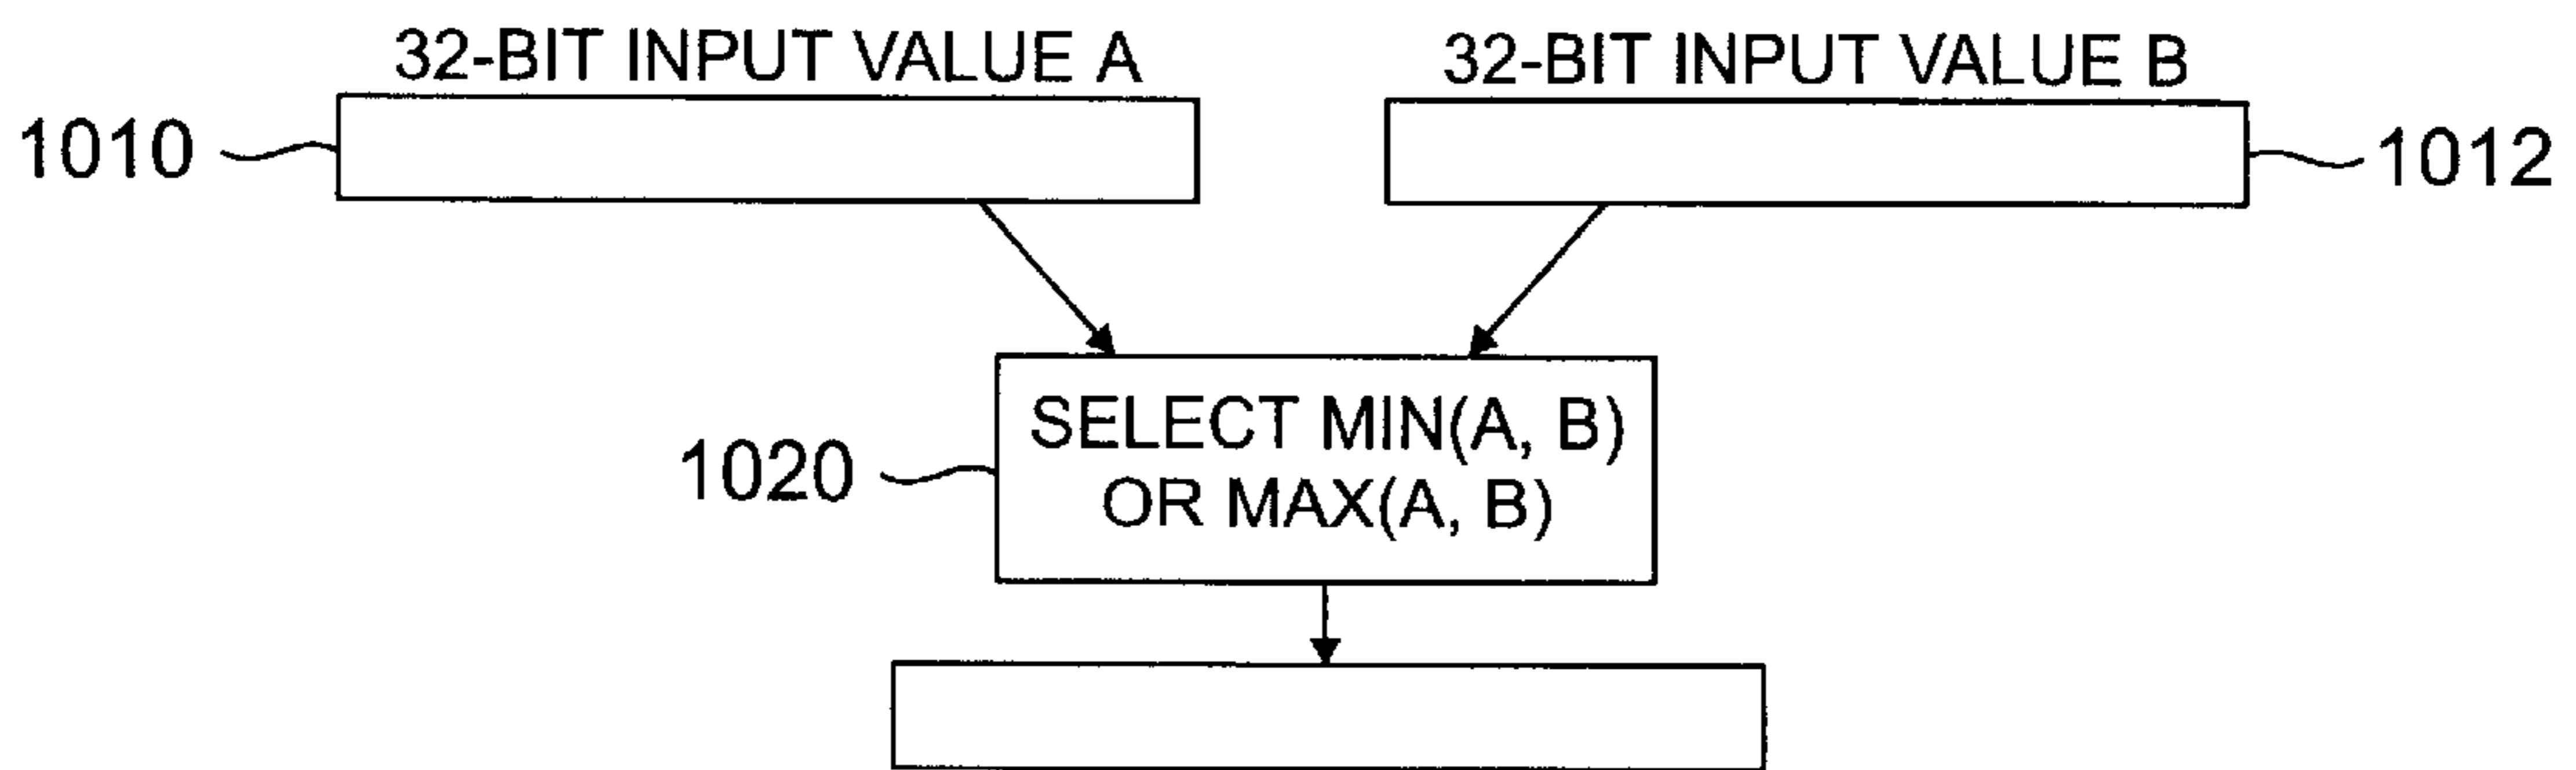 32-BIT INPUT VALUE A
32-BIT INPUT VALUE B
1010
1012
SELECT MIN(A, B)
OR MAX(A, B)
1020